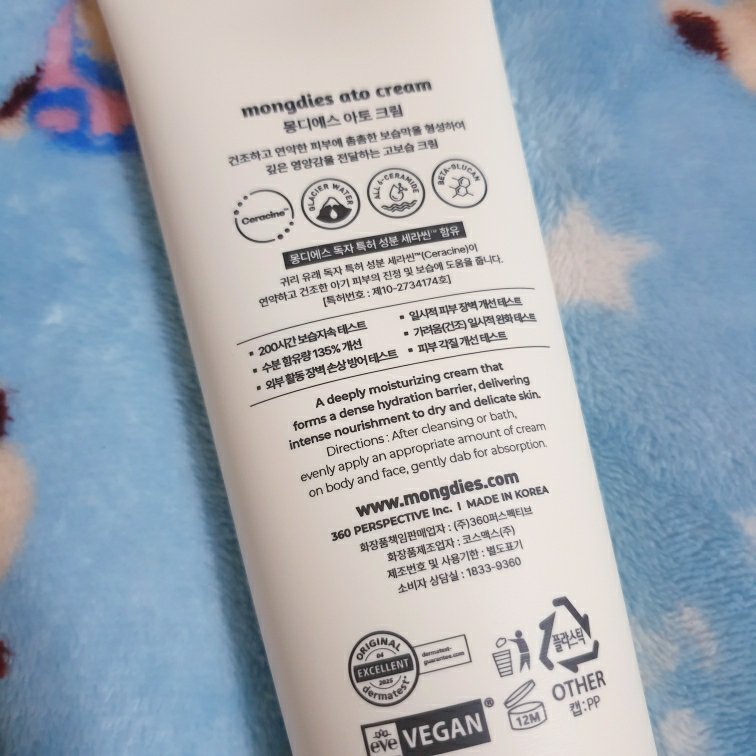 mongdies ato cream
몽디에스 아토 크림
건조하고 연약한 피부에 촘촘한 보습막을 형성하여
깊은 영양감을 전달하는 고보습 크림
Ceracine™
GLACIER WATER
ALL 6-CERAMIDE
BETA-GLUCAN
몽디에스 독자 특허 성분 세라씬™ 함유
귀리 유래 독자 특허 성분 세라씬™(Ceracine)이
연약하고 건조한 아기 피부의 진정 및 보습에 도움을 줍니다.
[특허번호 : 제10-2734174호]
▪ 200시간 보습지속 테스트
▪ 수분 함유량 135% 개선
▪ 외부 활동 장벽 손상 방어 테스트
▪ 일시적 피부 장벽 개선 테스트
▪ 가려움(건조) 일시적 완화 테스트
▪ 피부 각질 개선 테스트
A deeply moisturizing cream that
forms a dense hydration barrier, delivering
intense nourishment to dry and delicate skin.
Directions : After cleansing or bath,
evenly apply an appropriate amount of cream
on body and face, gently dab for absorption.
www.mongdies.com
360 PERSPECTIVE Inc. I MADE IN KOREA
화장품책임판매업자 : (주)360퍼스펙티브
화장품제조업자 : 코스맥스(주)
제조번호 및 사용기한 : 별도표기
소비자 상담실 : 1833-9360
ORIGINAL
EXCELLENT
2025
dermatest®
dermatest-
guarantee.com
플라스틱
OTHER
캡:PP
12M
eve VEGAN®